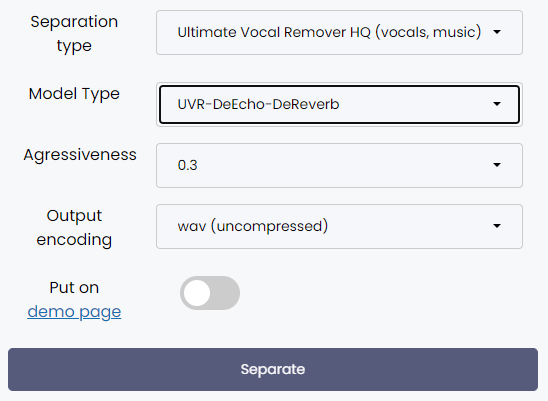 Separation
type
Ultimate Vocal Remover HQ (vocals, music)
Model Type
UVR-DeEcho-DeReverb
Agressiveness
0.3
Output
encoding
wav (uncompressed)
Put on
demo page
Separate